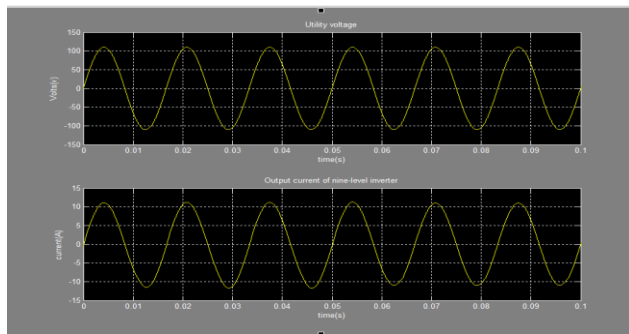 Utility voltage
150
100
50
0
-50
-100
-150
Volts(v)
0 0.01 0.02 0.03 0.04 0.05 0.06 0.07 0.08 0.09 0.1
time(s)
Output current of nine-level inverter
15
10
5
0
-5
-10
-15
current(A)
0 0.01 0.02 0.03 0.04 0.05 0.06 0.07 0.08 0.09 0.1
time(s)